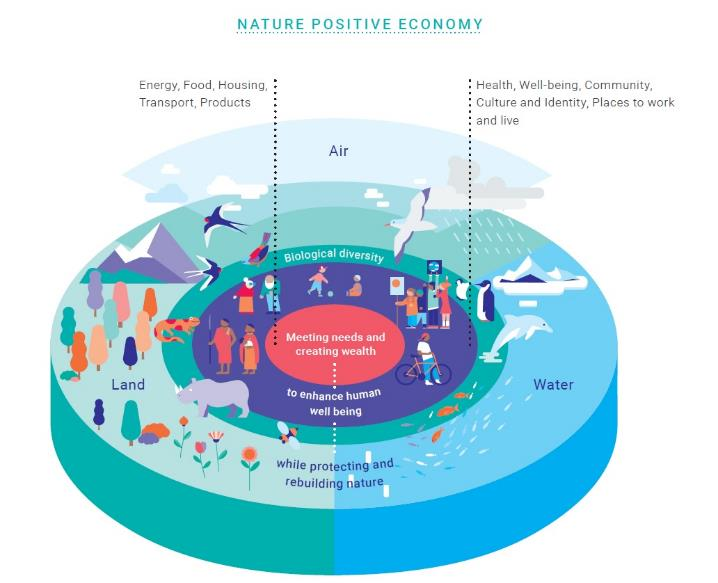 NATURE POSITIVE ECONOMY
Energy, Food, Housing,
Transport, Products
Health, Well-being, Community,
Culture and Identity, Places to work
and live
Air
Biological diversity
Meeting needs and
creating wealth
Land
Water
to enhance human
well being
while protecting and
rebuilding nature